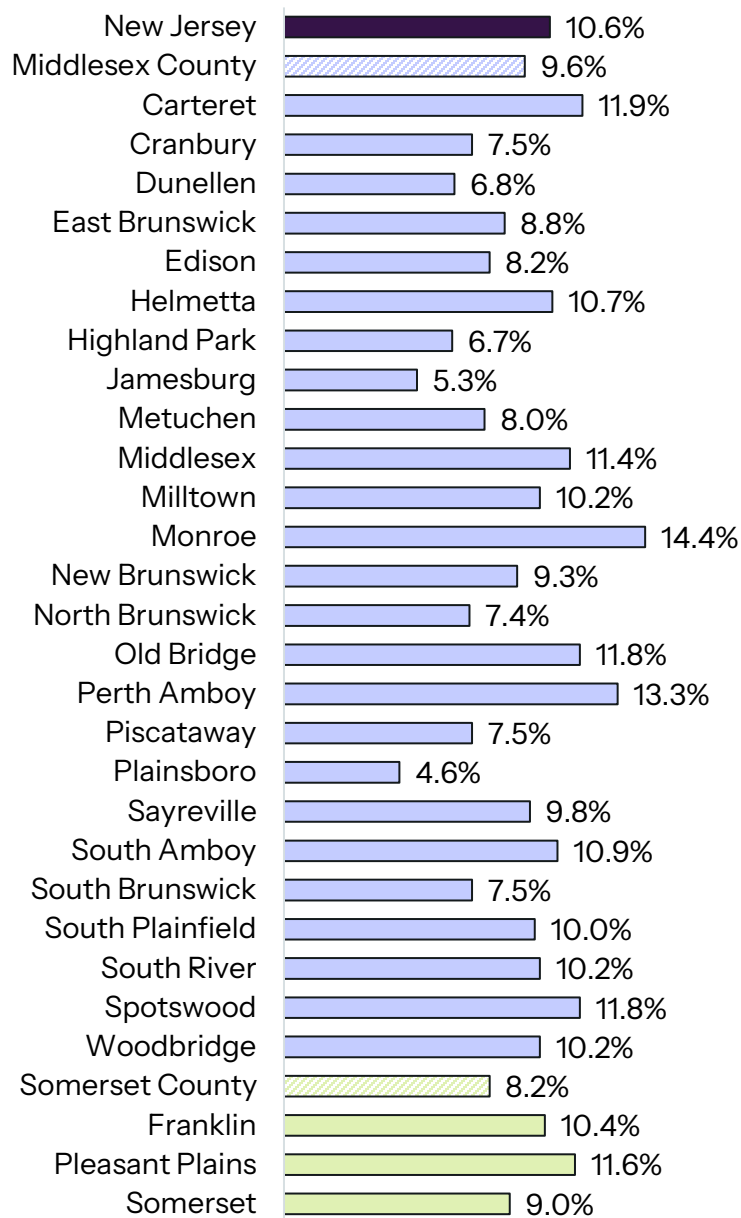 New Jersey 10.6%
Middlesex County 9.6%
Carteret 11.9%
Cranbury 7.5%
Dunellen 6.8%
East Brunswick 8.8%
Edison 8.2%
Helmetta 10.7%
Highland Park 6.7%
Jamesburg 5.3%
Metuchen 8.0%
Middlesex 11.4%
Milltown 10.2%
Monroe 14.4%
New Brunswick 9.3%
North Brunswick 7.4%
Old Bridge 11.8%
Perth Amboy 13.3%
Piscataway 7.5%
Plainsboro 4.6%
Sayreville 9.8%
South Amboy 10.9%
South Brunswick 7.5%
South Plainfield 10.0%
South River 10.2%
Spotswood 11.8%
Woodbridge 10.2%
Somerset County 8.2%
Franklin 10.4%
Pleasant Plains 11.6%
Somerset 9.0%